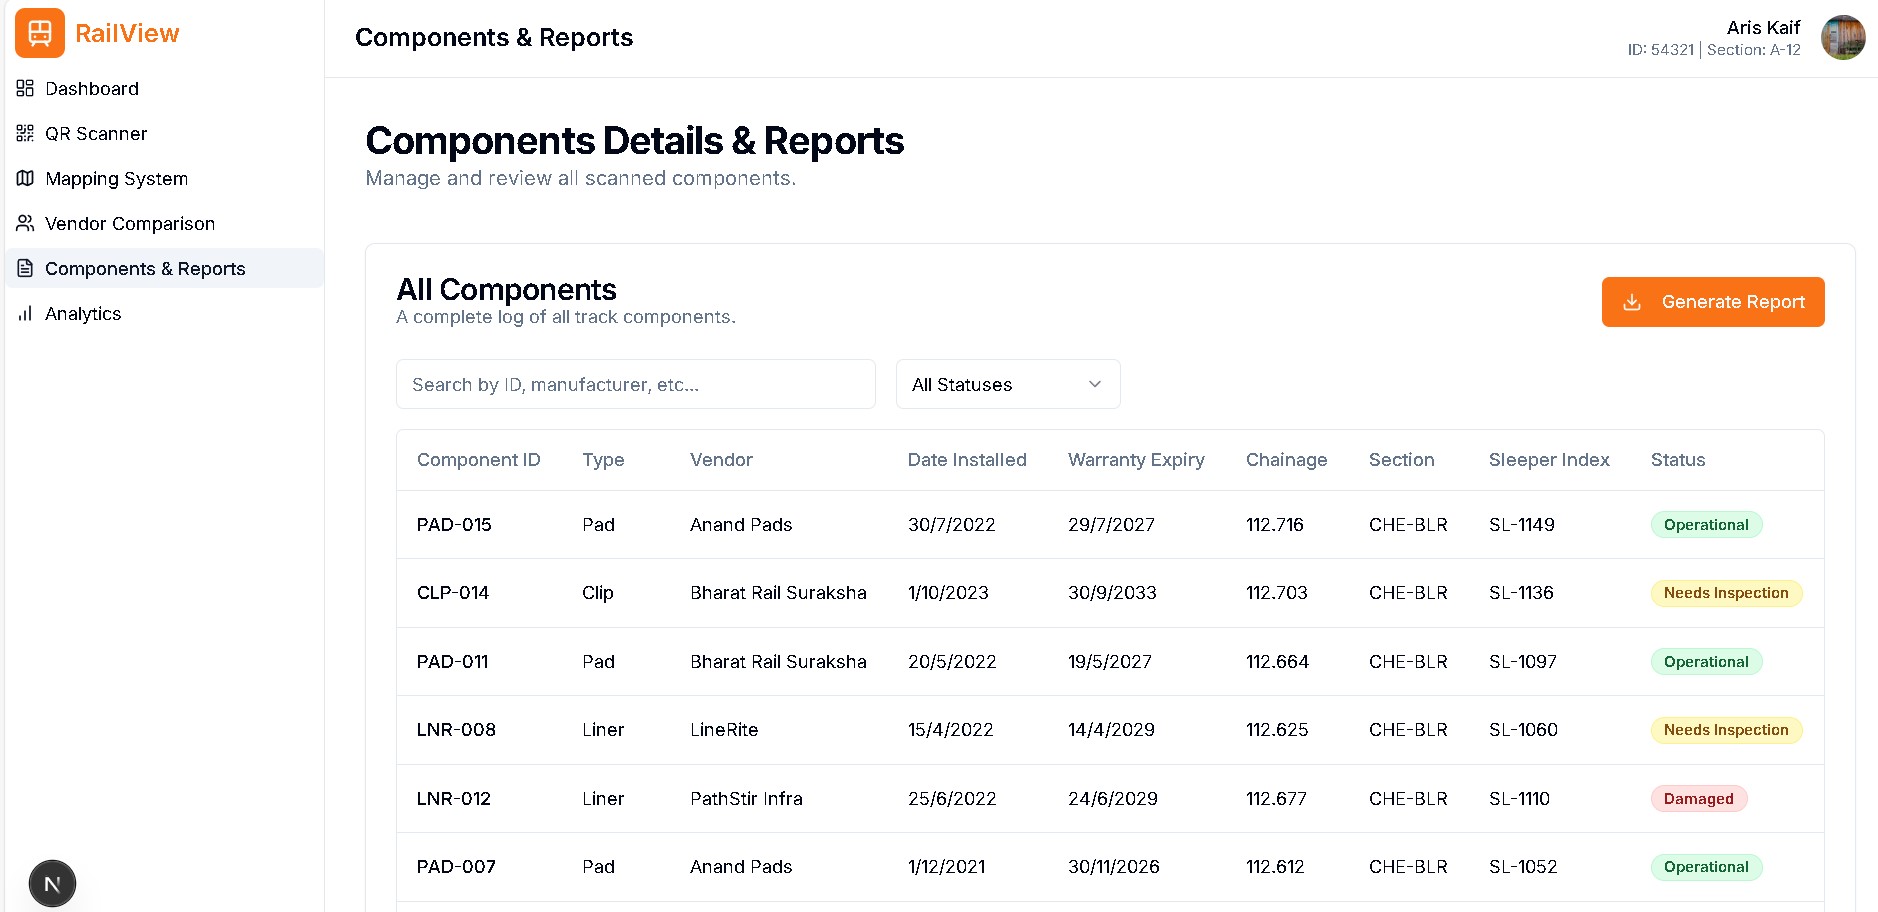 RailView
Dashboard
QR Scanner
Mapping System
Vendor Comparison
Components & Reports
Analytics
N
Components & Reports
Aris Kaif
ID: 54321 | Section: A-12
Components Details & Reports
Manage and review all scanned components.
All Components
A complete log of all track components.
Generate Report
Search by ID, manufacturer, etc...
All Statuses
Component ID Type Vendor Date Installed Warranty Expiry Chainage Section Sleeper Index Status
PAD-015 Pad Anand Pads 30/7/2022 29/7/2027 112.716 CHE-BLR SL-1149 Operational
CLP-014 Clip Bharat Rail Suraksha 1/10/2023 30/9/2033 112.703 CHE-BLR SL-1136 Needs Inspection
PAD-011 Pad Bharat Rail Suraksha 20/5/2022 19/5/2027 112.664 CHE-BLR SL-1097 Operational
LNR-008 Liner LineRite 15/4/2022 14/4/2029 112.625 CHE-BLR SL-1060 Needs Inspection
LNR-012 Liner PathStir Infra 25/6/2022 24/6/2029 112.677 CHE-BLR SL-1110 Damaged
PAD-007 Pad Anand Pads 1/12/2021 30/11/2026 112.612 CHE-BLR SL-1052 Operational